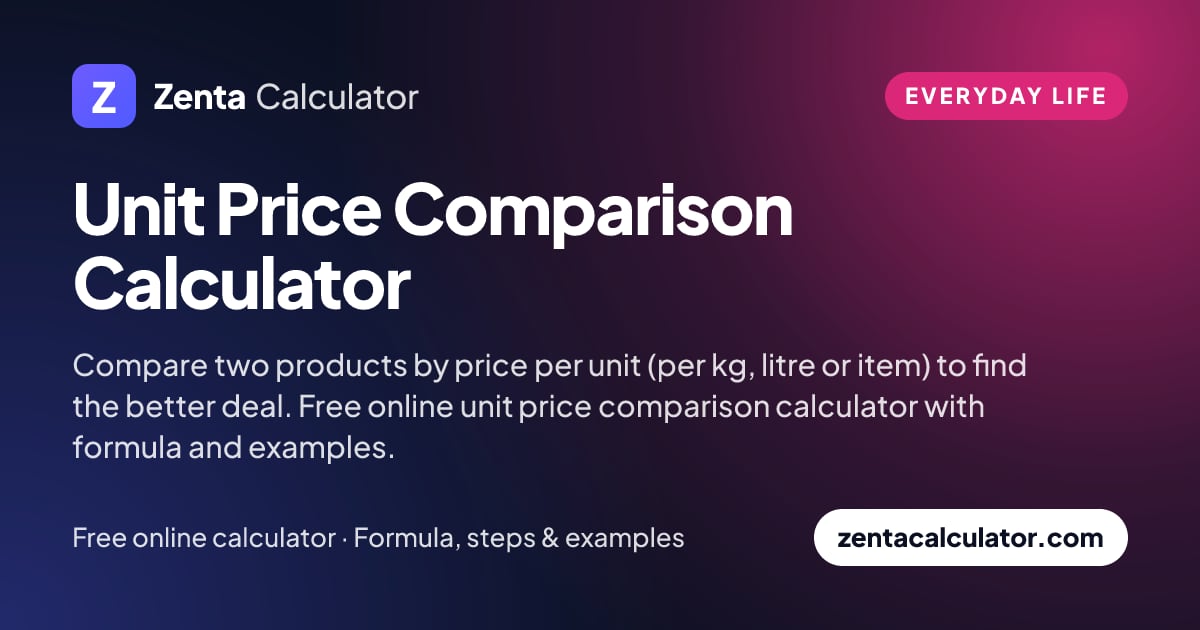 Z
Zenta Calculator
EVERYDAY LIFE
Unit Price Comparison
Calculator
Compare two products by price per unit (per kg, litre or item) to find
the better deal. Free online unit price comparison calculator with
formula and examples.
Free online calculator · Formula, steps & examples
zentacalculator.com